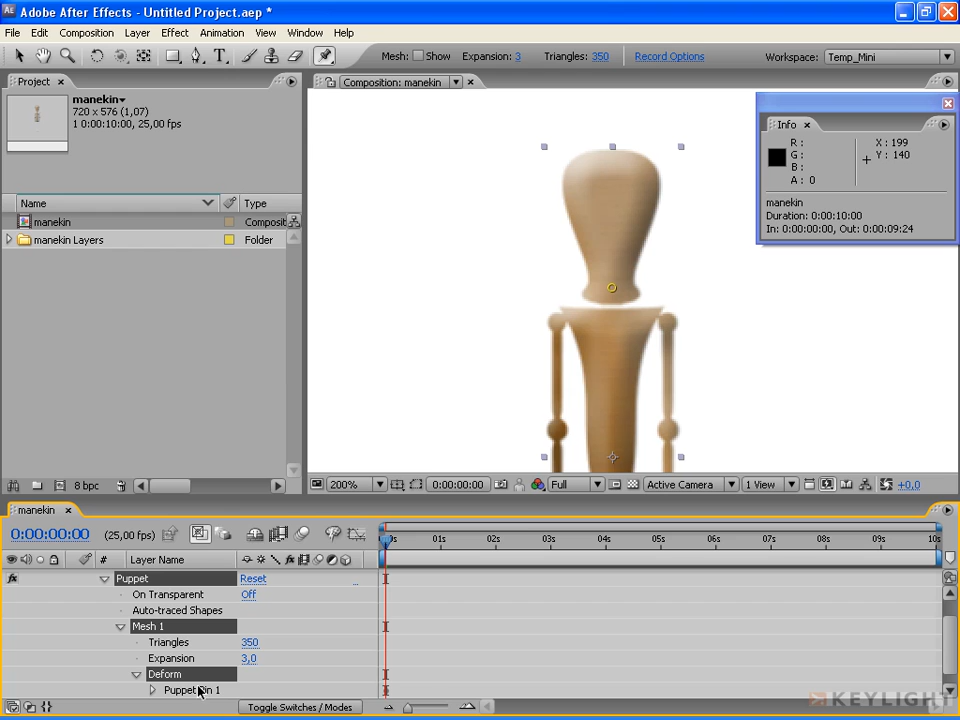 Adobe After Effects - Untitled Project.aep *
File Edit Composition Layer Effect Animation View Window Help
Mesh: Show Expansion: 3 Triangles: 350 Record Options Workspace: Temp_Mini
Project
manekin
720 x 576 (1,07)
1 0:00:10:00, 25,00 fps
Name Type
manekin Composit
manekin Layers Folder
8 bpc
Composition: manekin
Info
R:
G:
B:
A: 0
X: 199
Y: 140
manekin
Duration: 0:00:10:00
In: 0:00:00:00, Out: 0:00:09:24
200% 0:00:00:00 Full Active Camera 1 View +0,0
manekin
0:00:00:00 (25,00 fps)
0s 01s 02s 03s 04s 05s 06s 07s 08s 09s 10s
# Layer Name
Puppet Reset
On Transparent Off
Auto-traced Shapes
Mesh 1
Triangles 350
Expansion 3,0
Deform
Puppet Pin 1
Toggle Switches / Modes
KEYLIGHT